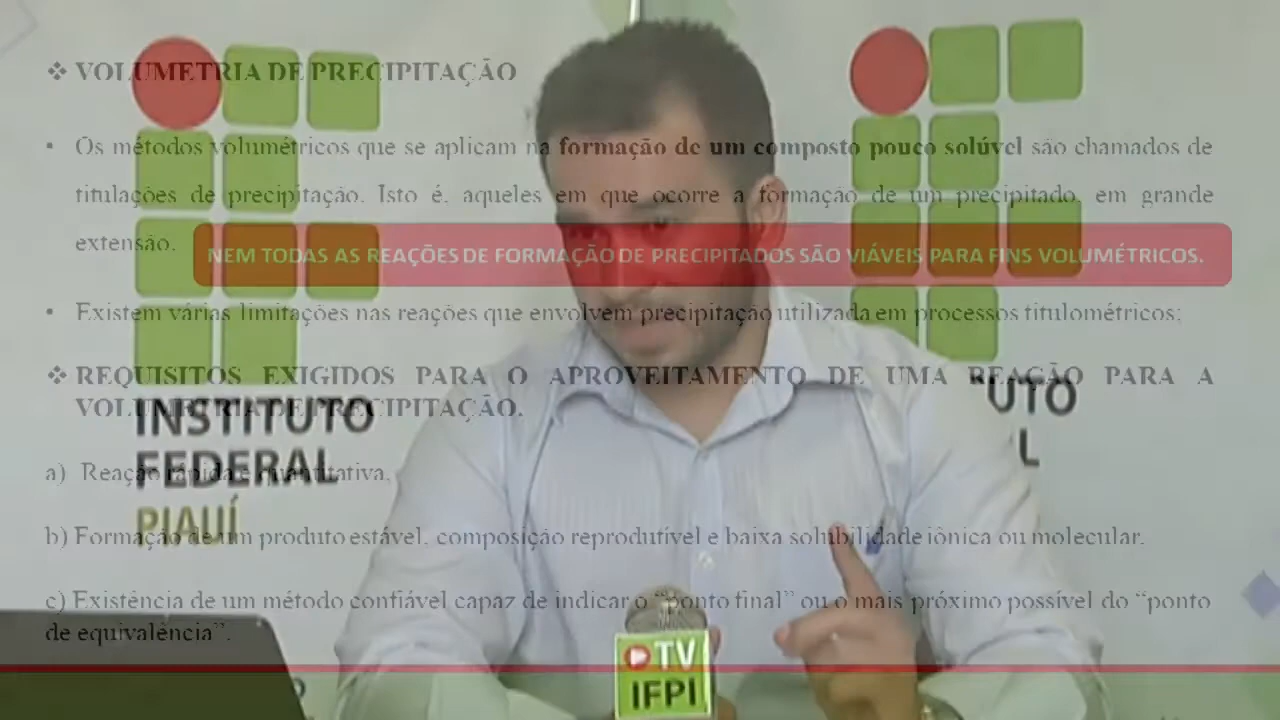 ❖ VOLUMETRIA DE PRECIPITAÇÃO
• Os métodos volumétricos que se aplicam na formação de um composto pouco solúvel são chamados de
titulações de precipitação. Isto é, aqueles em que ocorre a formação de um precipitado, em grande
extensão.
NEM TODAS AS REAÇÕES DE FORMAÇÃO DE PRECIPITADOS SÃO VIÁVEIS PARA FINS VOLUMÉTRICOS.
• Existem várias limitações nas reações que envolvem precipitação utilizada em processos titulométricos;
❖ REQUISITOS EXIGIDOS PARA O APROVEITAMENTO DE UMA REAÇÃO PARA A
VOLUMETRIA DE PRECIPITAÇÃO.
a) Reação rápida e quantitativa.
b) Formação de um produto estável, composição reprodutível e baixa solubilidade iônica ou molecular.
c) Existência de um método confiável capaz de indicar o “ponto final” ou o mais próximo possível do “ponto
de equivalência”.
INSTITUTO
FEDERAL
PIAUÍ
UTO
L
TV
IFPI